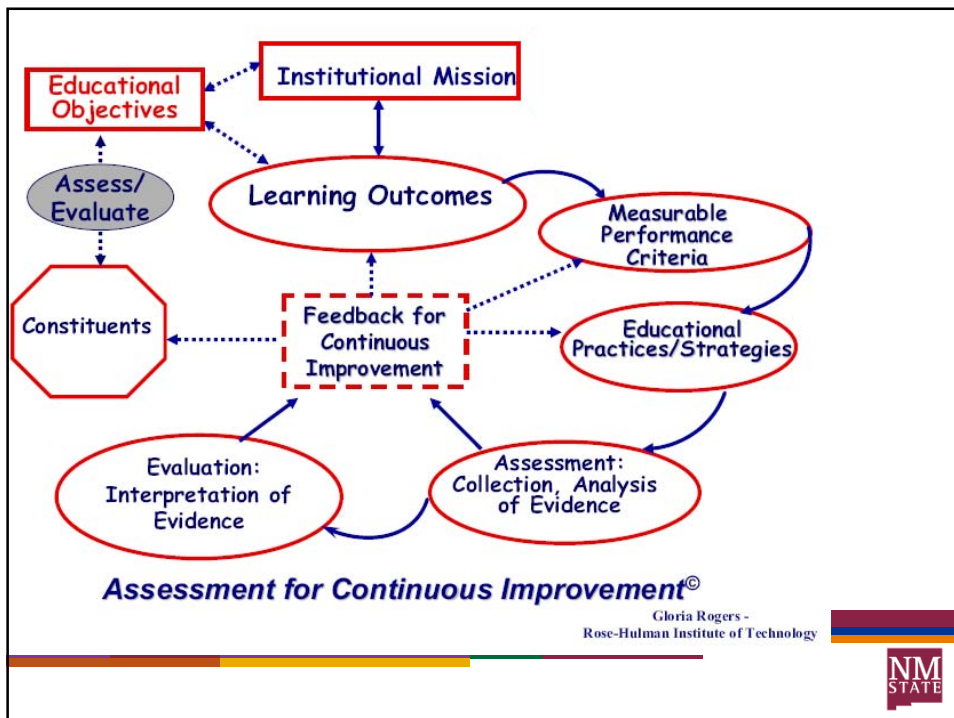 Institutional Mission
Educational
Objectives
Assess/
Evaluate
Learning Outcomes
Measurable
Performance
Criteria
Constituents
Feedback for
Continuous
Improvement
Educational
Practices/Strategies
Evaluation:
Interpretation of
Evidence
Assessment:
Collection, Analysis
of Evidence
Assessment for Continuous Improvement©
Gloria Rogers -
Rose-Hulman Institute of Technology
NM
STATE